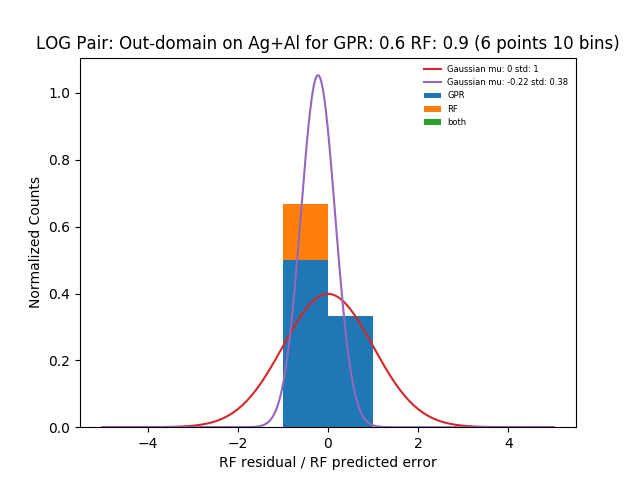 LOG Pair: Out-domain on Ag+Al for GPR: 0.6 RF: 0.9 (6 points 10 bins)
Gaussian mu: 0 std: 1
Gaussian mu: -0.22 std: 0.38
GPR
RF
both
Normalized Counts
1.0
0.8
0.6
0.4
0.2
0.0
−4
−2
0
2
4
RF residual / RF predicted error